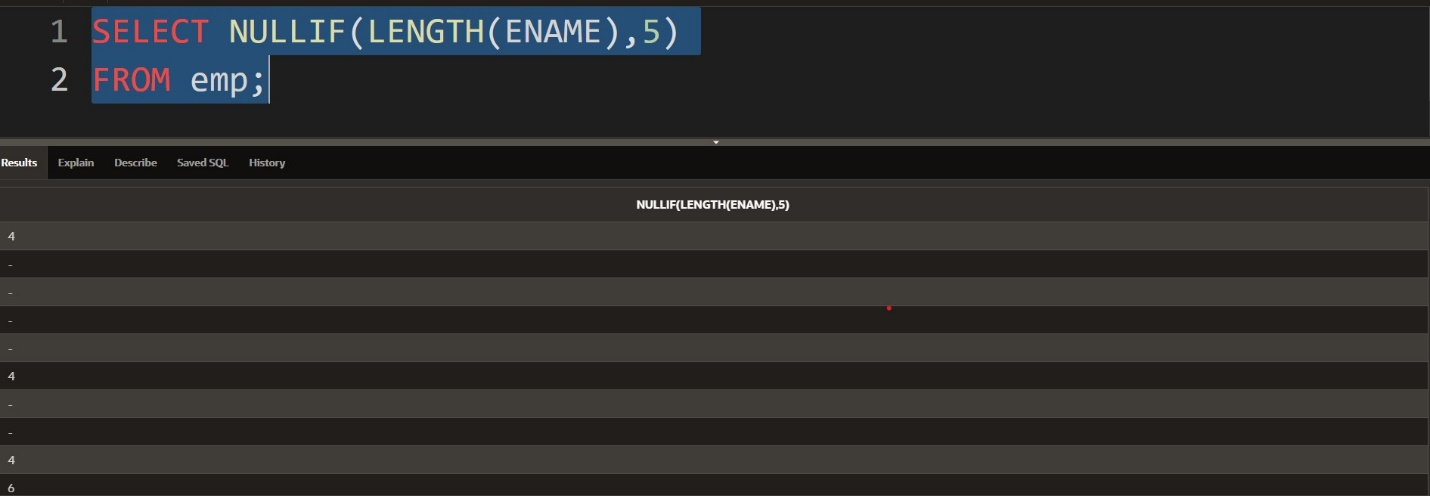 1 SELECT NULLIF(LENGTH(ENAME),5)
2 FROM emp;
Results Explain Describe Saved SQL History
NULLIF(LENGTH(ENAME),5)
4
-
-
-
-
4
-
-
4
6